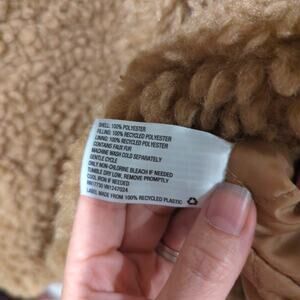 SHELL: 100% POLYESTER
FILLING: 100% RECYCLED POLYESTER
LINING: 100% RECYCLED POLYESTER
CONTAINS FAUX FUR
MACHINE WASH COLD SEPARATELY
GENTLE CYCLE
ONLY NON-CHLORINE BLEACH IF NEEDED
TUMBLE DRY LOW, REMOVE PROMPTLY
COOL IRON IF NEEDED
LABEL MADE FROM 100% RECYCLED PLASTIC